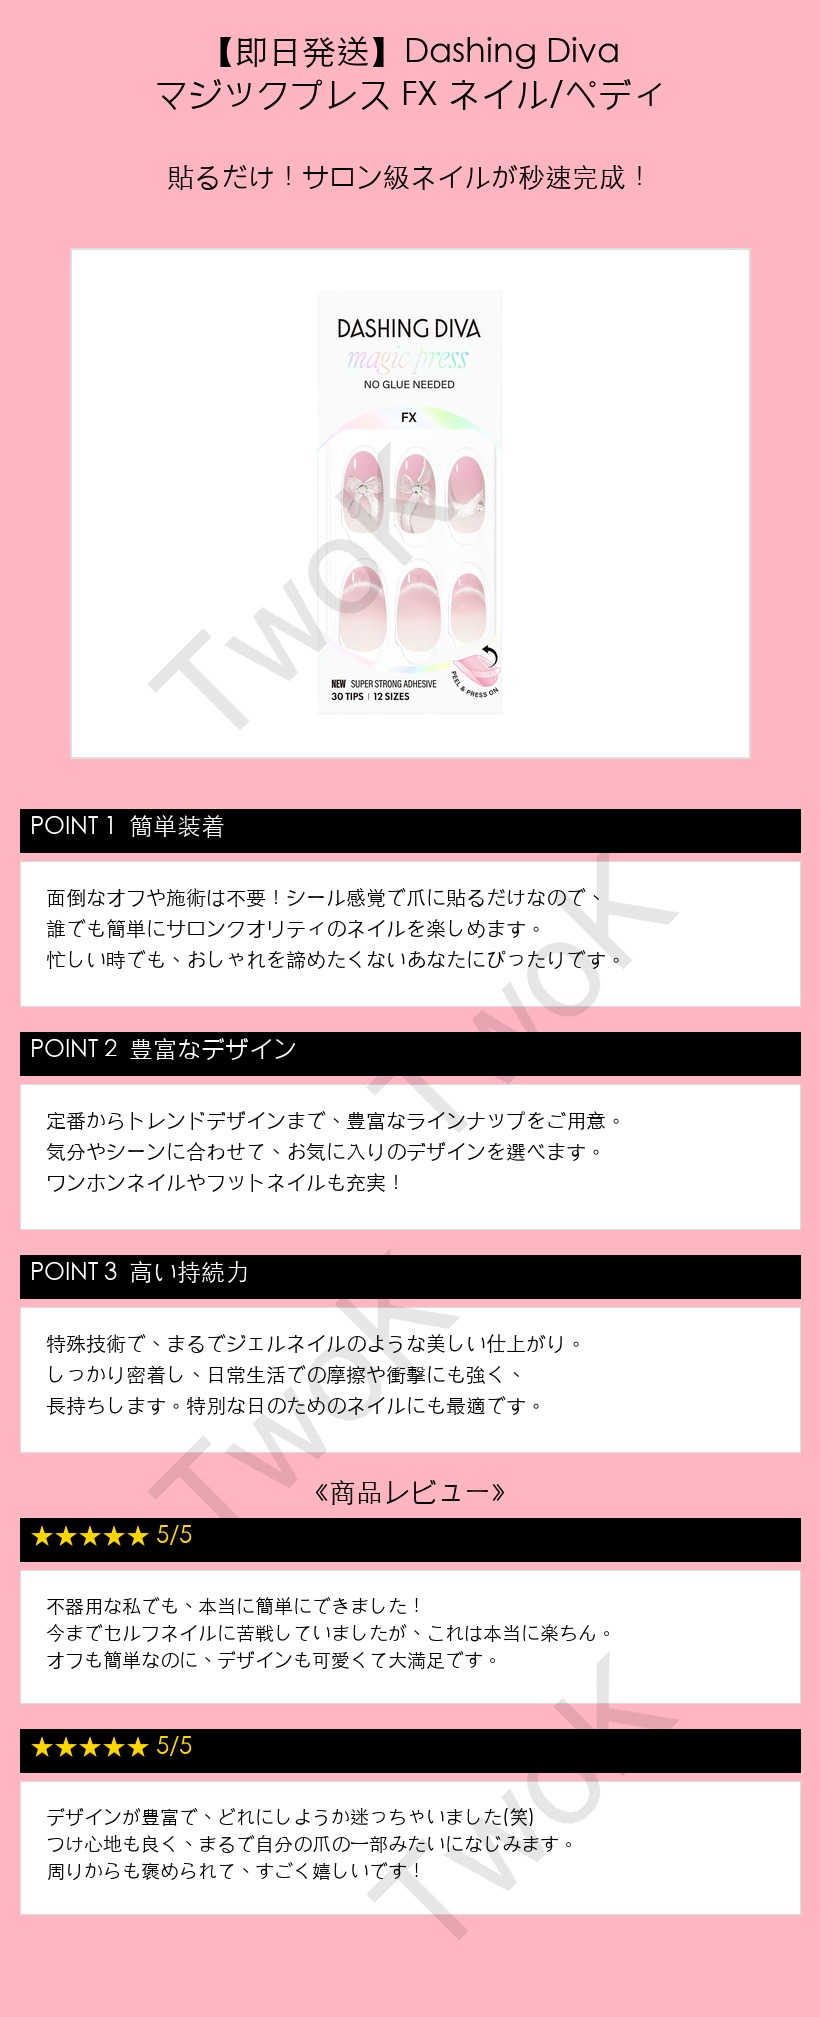 【即日発送】Dashing Diva
マジックプレス FX ネイル/ペディ
貼るだけ！サロン級ネイルが秒速完成！
DASHING DIVA
magic press
NO GLUE NEEDED
FX
NEW SUPER STRONG ADHESIVE
30 TIPS | 12 SIZES
PEEL & PRESS ON
TwoK
POINT 1 簡単装着
面倒なオフや施術は不要！シール感覚で爪に貼るだけなので、
誰でも簡単にサロンクオリティのネイルを楽しめます。
忙しい時でも、おしゃれを諦めたくないあなたにぴったりです。
TwoK
POINT 2 豊富なデザイン
定番からトレンドデザインまで、豊富なラインナップをご用意。
気分やシーンに合わせて、お気に入りのデザインを選べます。
ワンホンネイルやフットネイルも充実！
POINT 3 高い持続力
特殊技術で、まるでジェルネイルのような美しい仕上がり。
しっかり密着し、日常生活での摩擦や衝撃にも強く、
長持ちします。特別な日のためのネイルにも最適です。
TwoK
《商品レビュー》
★★★★★ 5/5
不器用な私でも、本当に簡単にできました！
今までセルフネイルに苦戦していましたが、これは本当に楽ちん。
オフも簡単なのに、デザインも可愛くて大満足です。
★★★★★ 5/5
デザインが豊富で、どれにしようか迷っちゃいました(笑)
つけ心地も良く、まるで自分の爪の一部みたいになじみます。
周りからも褒められて、すごく嬉しいです！
TwoK